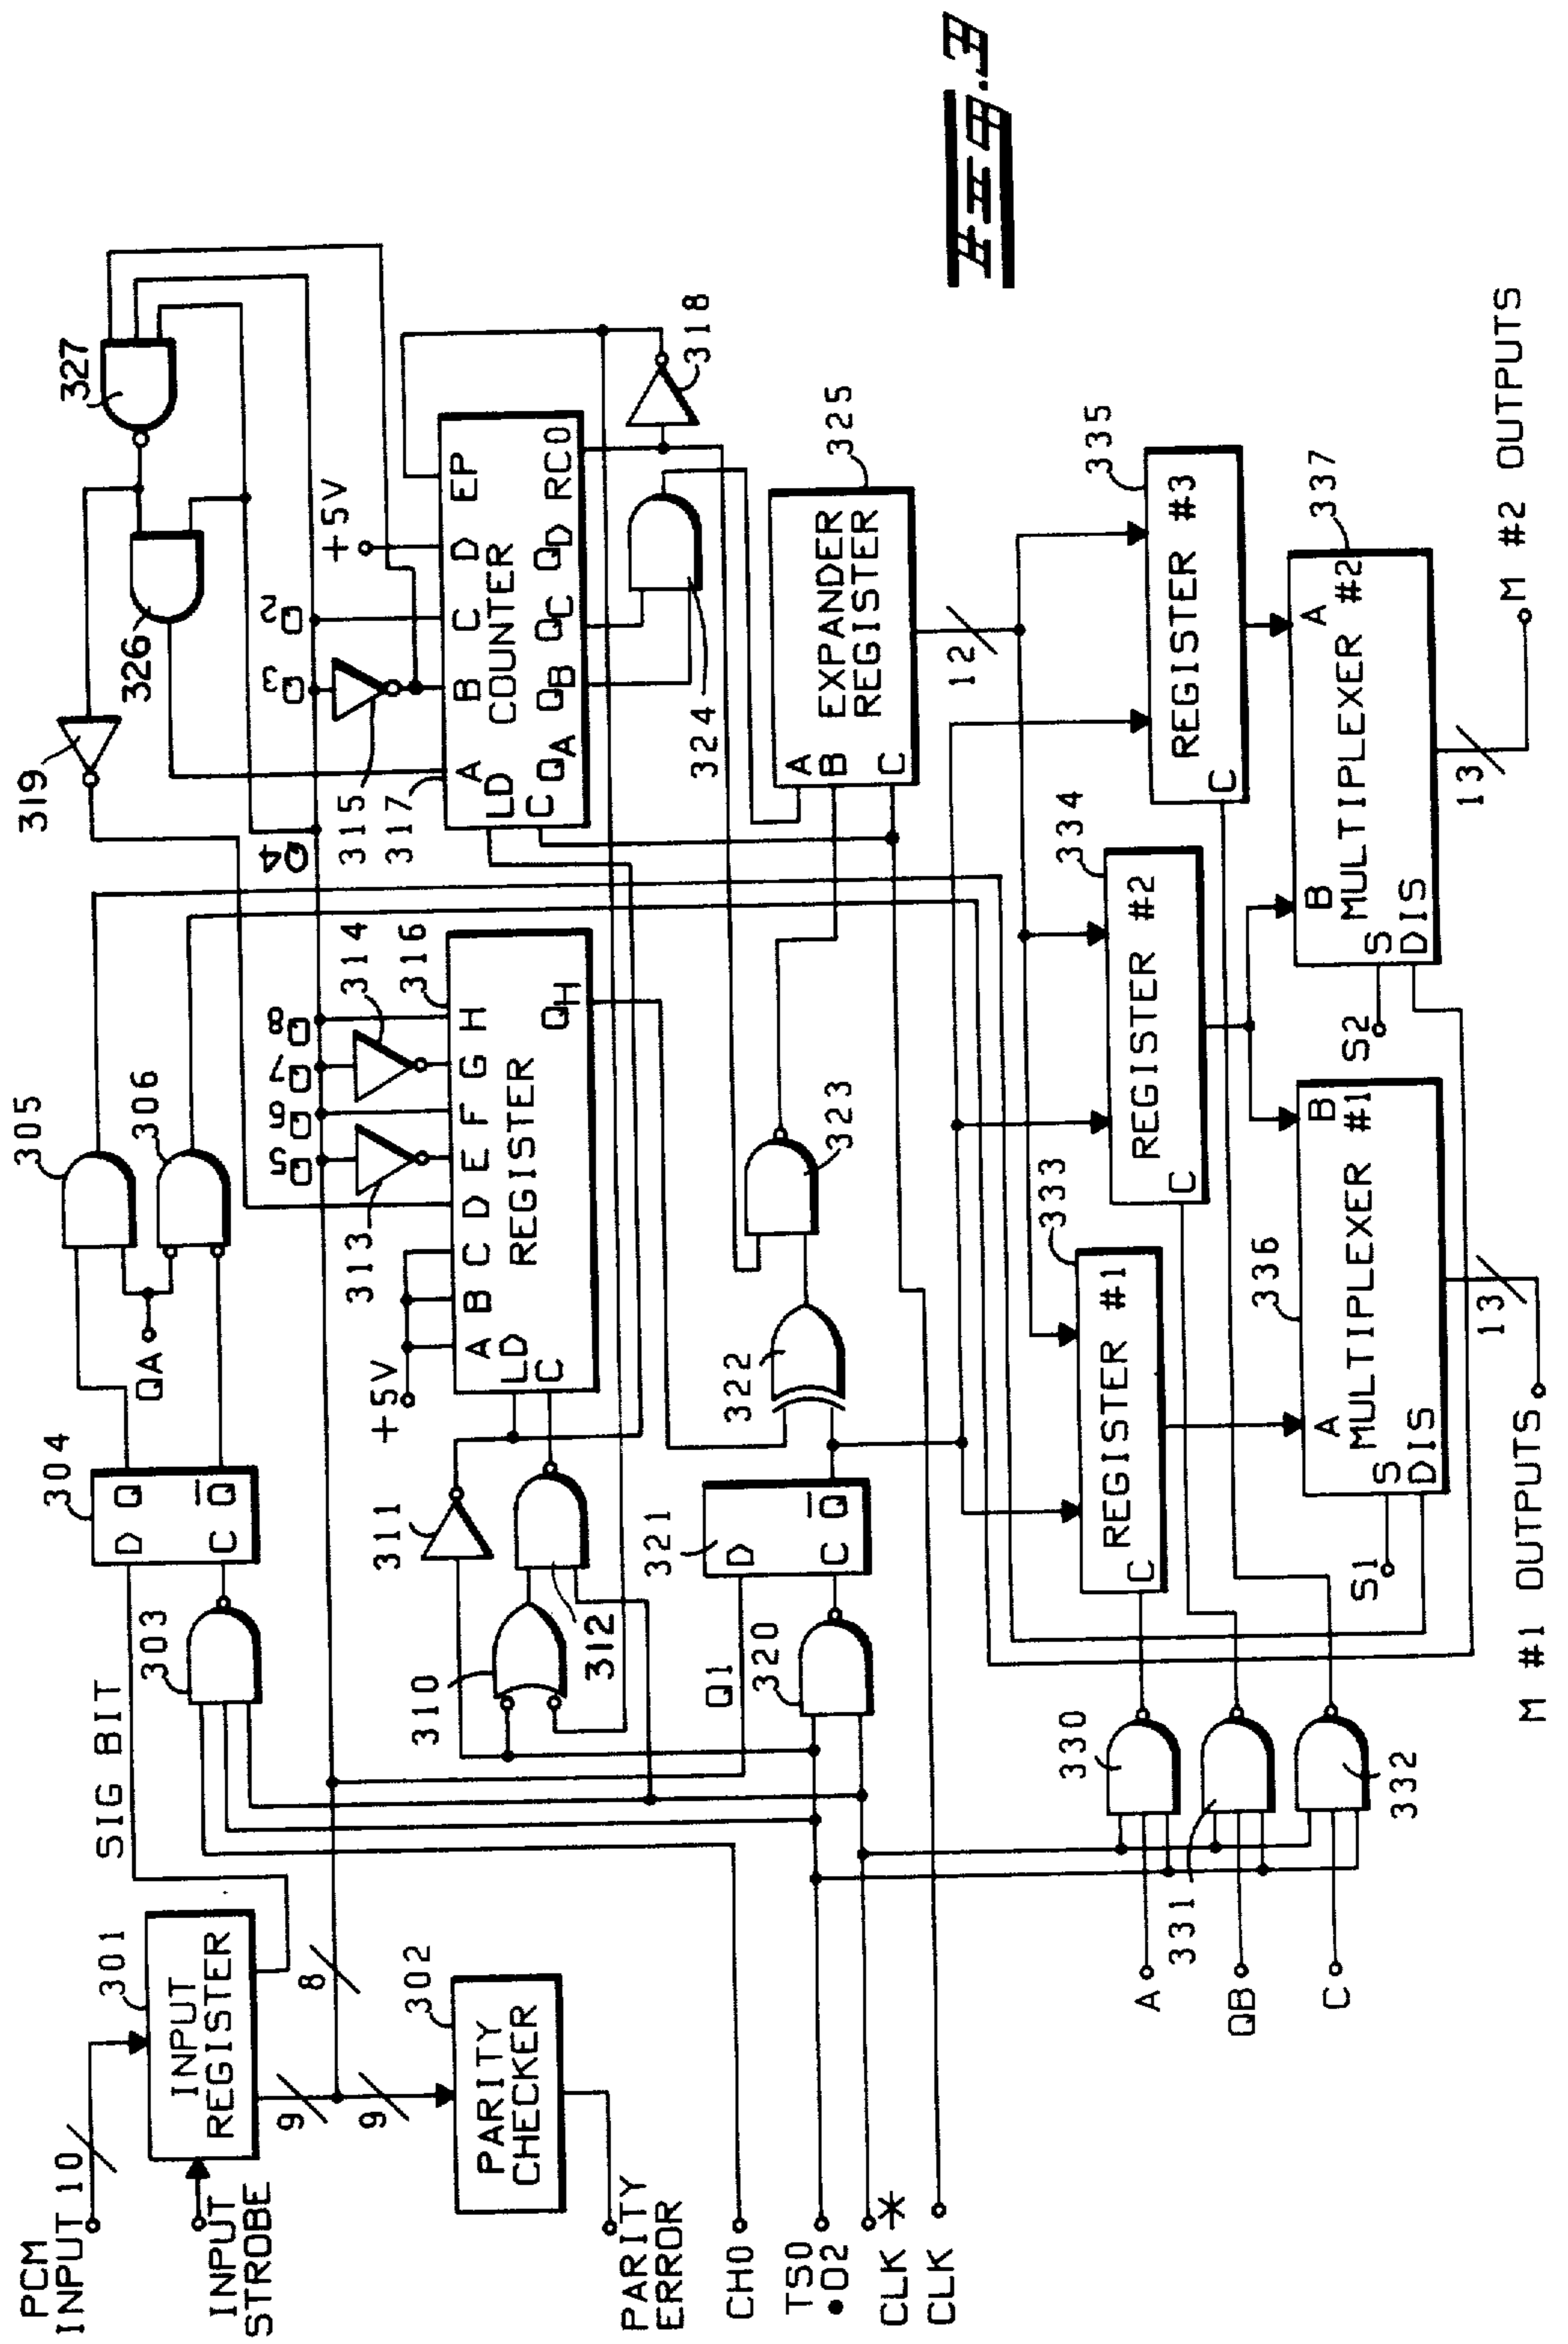 PCM
INPUT 10
301
INPUT
REGISTER
INPUT
STROBE
9
9
8
302
PARITY
CHECKER
PARITY
ERROR
SIG BIT
303
304
D Q
C Q̅
QA
305
306
319
326
327
CH0
TS0
•02
CLK *
CLK
310
311
312
+5V
313
314
316
Q5
Q6
Q7
Q8
A B C D E F G H
LD
C
REGISTER
QH
Q4
315
317
Q3
Q2
+5V
A B C D EP
LD
C
COUNTER
QA QB QC QD RCO
318
Q1
320
321
D
C Q̅
322
323
324
325
A
B
C
EXPANDER
REGISTER
12
A
QB
C
330
331
332
333
REGISTER #1
C
334
REGISTER #2
C
335
REGISTER #3
C
336
A B
MULTIPLEXER #1
S
DIS
S1
13
M #1 OUTPUTS
337
B A
MULTIPLEXER #2
S
DIS
S2
13
M #2 OUTPUTS
Fig. 3